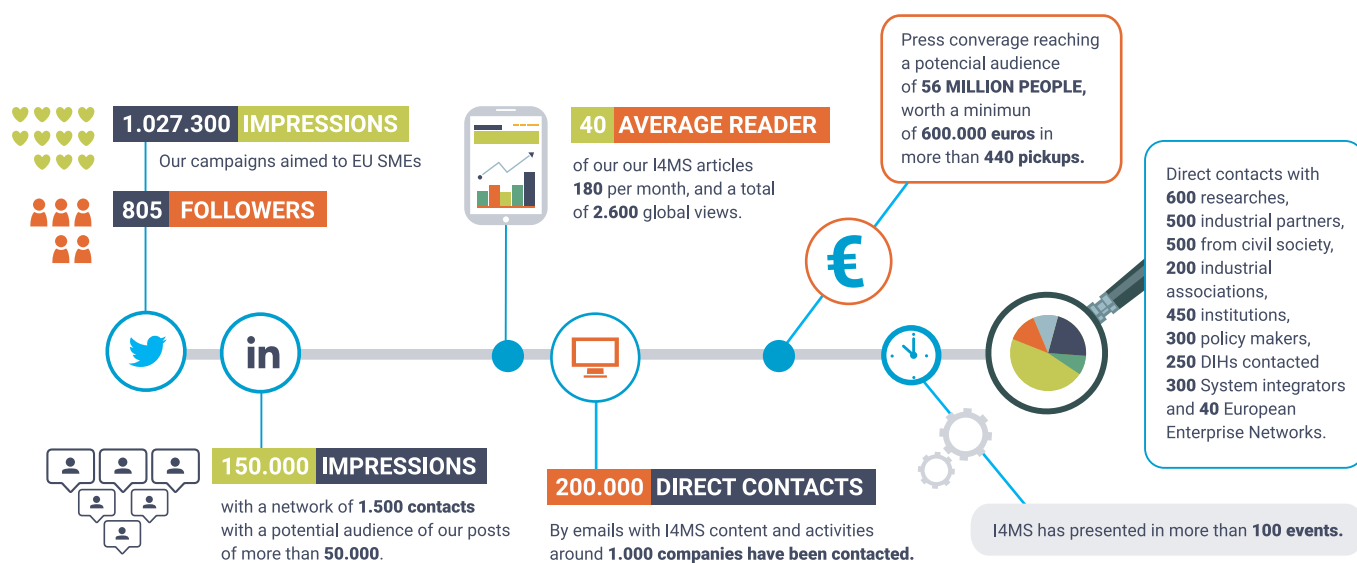 1.027.300 IMPRESSIONS
Our campaigns aimed to EU SMEs
805 FOLLOWERS
in
150.000 IMPRESSIONS
with a network of 1.500 contacts
with a potential audience of our posts
of more than 50.000.
40 AVERAGE READER
of our our I4MS articles
180 per month, and a total
of 2.600 global views.
200.000 DIRECT CONTACTS
By emails with I4MS content and activities
around 1.000 companies have been contacted.
Press converage reaching
a potencial audience
of 56 MILLION PEOPLE,
worth a minimun
of 600.000 euros in
more than 440 pickups.
€
I4MS has presented in more than 100 events.
Direct contacts with
600 researches,
500 industrial partners,
500 from civil society,
200 industrial
associations,
450 institutions,
300 policy makers,
250 DIHs contacted
300 System integrators
and 40 European
Enterprise Networks.